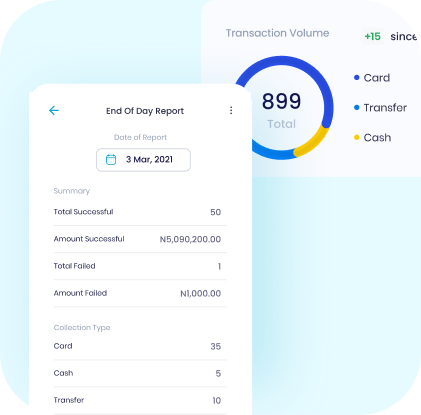 Transaction Volume
+15 since
899
Total
Card
Transfer
Cash
End Of Day Report
Date of Report
3 Mar, 2021
Summary
Total Successful 50
Amount Successful N5,090,200.00
Total Failed 1
Amount Failed N1,000.00
Collection Type
Card 35
Cash 5
Transfer 10